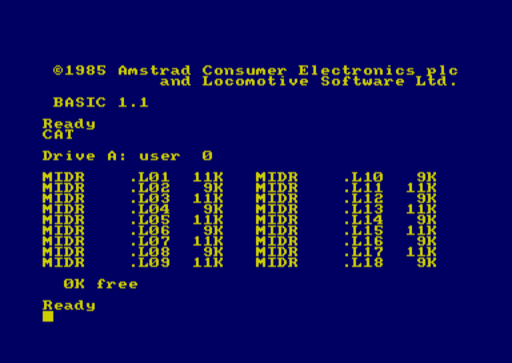 ©1985 Amstrad Consumer Electronics plc
and Locomotive Software Ltd.
BASIC 1.1
Ready
CAT
Drive A: user 0
MIDR .L01 11K MIDR .L10 9K
MIDR .L02 9K MIDR .L11 11K
MIDR .L03 11K MIDR .L12 9K
MIDR .L04 9K MIDR .L13 11K
MIDR .L05 11K MIDR .L14 9K
MIDR .L06 9K MIDR .L15 11K
MIDR .L07 11K MIDR .L16 9K
MIDR .L08 9K MIDR .L17 11K
MIDR .L09 11K MIDR .L18 9K
0K free
Ready